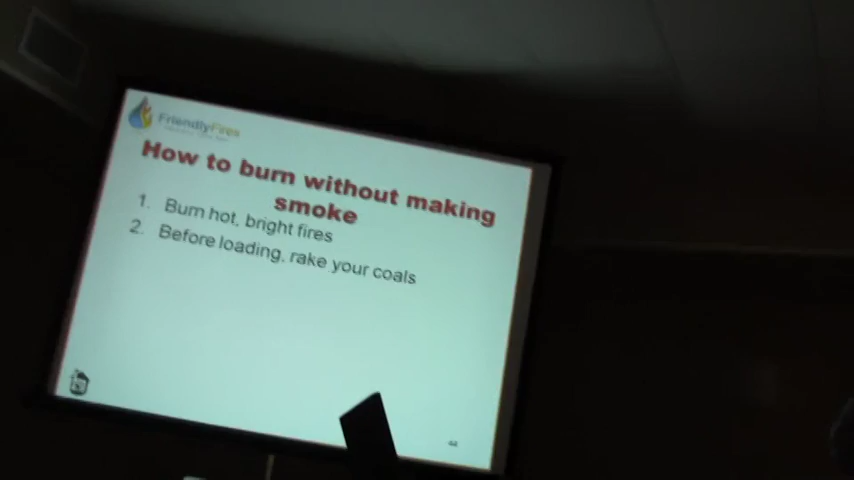 FriendlyFires
How to burn without making
smoke
1. Burn hot, bright fires
2. Before loading, rake your coals